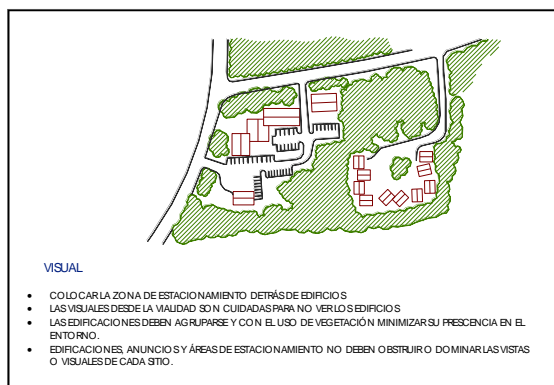 VISUAL
• COLOCAR LA ZONA DE ESTACIONAMIENTO DETRÁS DE EDIFICIOS
• LAS VISUALES DESDE LA VIALIDAD SON CUIDADAS PARA NO VER LOS EDIFICIOS
• LAS EDIFICACIONES DEBEN AGRUPARSE Y CON EL USO DE VEGETACIÓN MINIMIZAR SU PRESCENCIA EN EL
ENTORNO.
• EDIFICACIONES, ANUNCIOS Y ÁREAS DE ESTACIONAMIENTO NO DEBEN OBSTRUIR O DOMINAR LAS VISTAS
O VISUALES DE CADA SITIO.